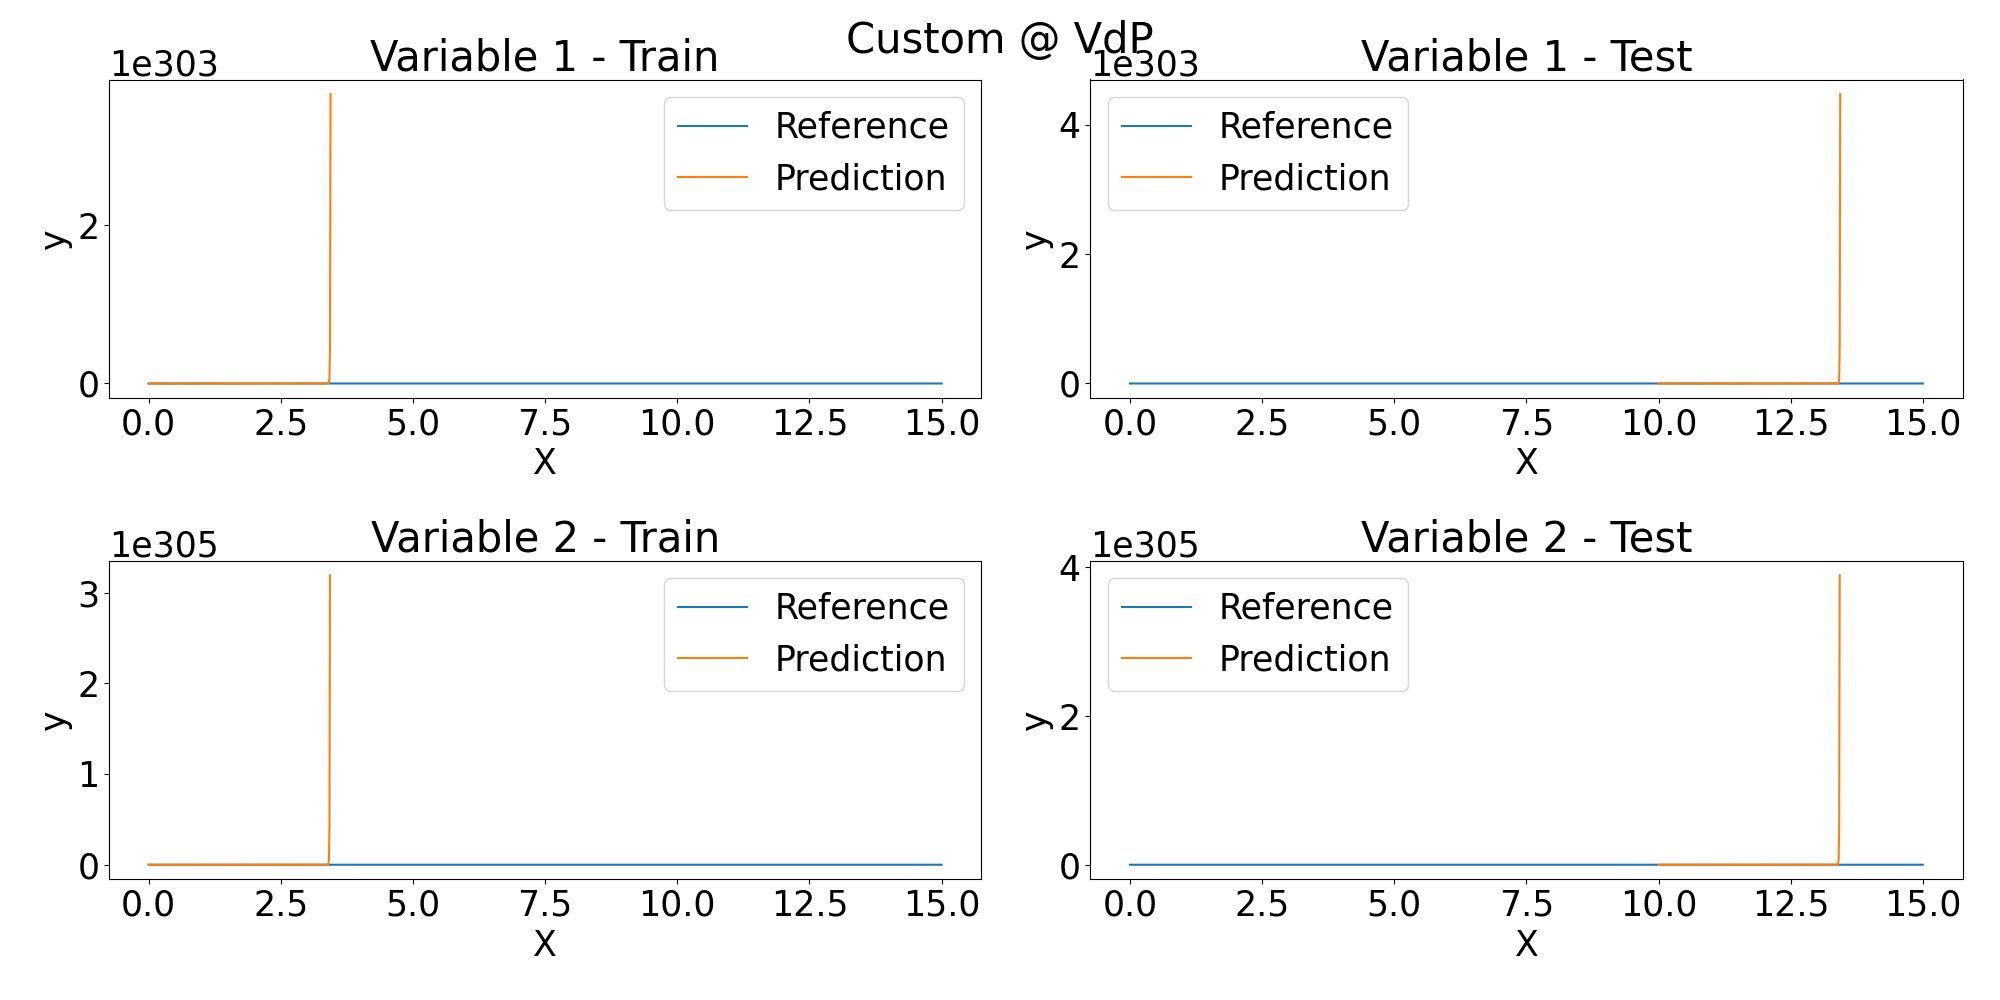 Custom @ VdP
Variable 1 - Train
1e303
2
0
y
Reference
Prediction
0.0 2.5 5.0 7.5 10.0 12.5 15.0
X
Variable 1 - Test
1e303
4
2
0
y
Reference
Prediction
0.0 2.5 5.0 7.5 10.0 12.5 15.0
X
Variable 2 - Train
1e305
3
2
1
0
y
Reference
Prediction
0.0 2.5 5.0 7.5 10.0 12.5 15.0
X
Variable 2 - Test
1e305
4
2
0
y
Reference
Prediction
0.0 2.5 5.0 7.5 10.0 12.5 15.0
X